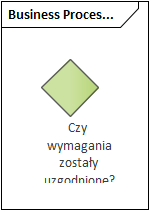 Business Proces...
Czy
wymagania
zostały
uzgodnione?